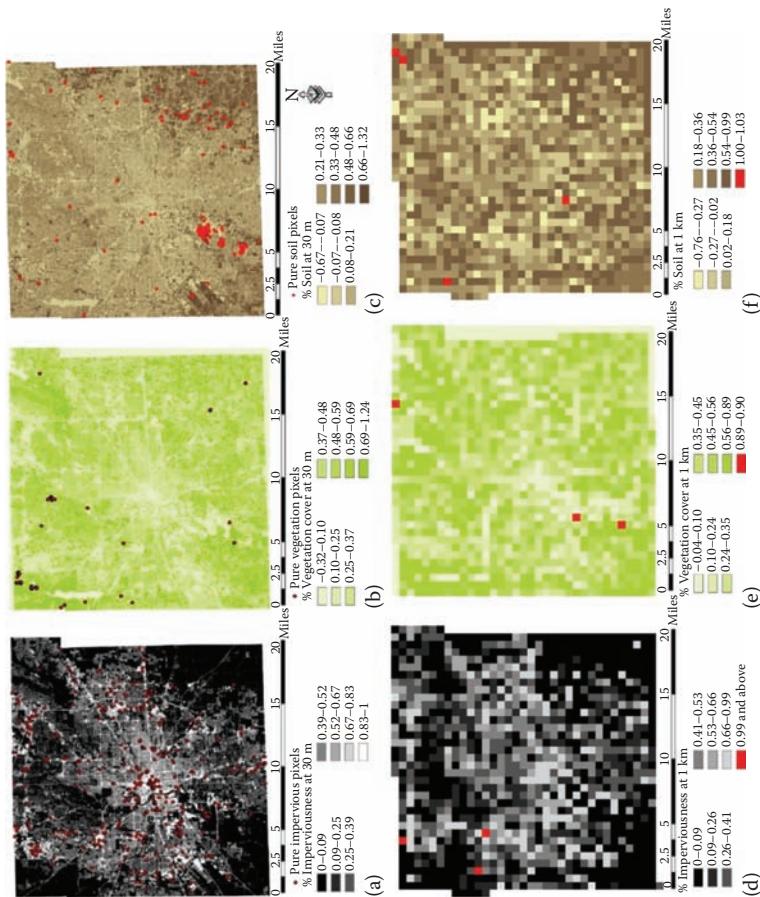 0 2.5 5 10 15 20
Miles
* Pure impervious pixels
% Imperviousness at 30 m
0–0.09
0.09–0.25
0.25–0.39
0.39–0.52
0.52–0.67
0.67–0.83
0.83–1
(a)
0 2.5 5 10 15 20
Miles
* Pure vegetation pixels
% Vegetation cover at 30 m
−0.32–0.10
0.10–0.25
0.25–0.37
0.37–0.48
0.48–0.59
0.59–0.69
0.69–1.24
(b)
N
0 2.5 5 10 15 20
Miles
* Pure soil pixels
% Soil at 30 m
−0.67–−0.07
−0.07–0.08
0.08–0.21
0.21–0.33
0.33–0.48
0.48–0.66
0.66–1.32
(c)
0 2.5 5 10 15 20
Miles
% Imperviousness at 1 km
0–0.09
0.09–0.26
0.26–0.41
0.41–0.53
0.53–0.66
0.66–0.99
0.99 and above
(d)
0 2.5 5 10 15 20
Miles
% Vegetation cover at 1 km
−0.04–0.10
0.10–0.24
0.24–0.35
0.35–0.45
0.45–0.56
0.56–0.89
0.89–0.90
(e)
0 2.5 5 10 15 20
Miles
% Soil at 1 km
−0.76–−0.27
−0.27–0.02
0.02–0.18
0.18–0.36
0.36–0.54
0.54–0.99
1.00–1.03
(f)